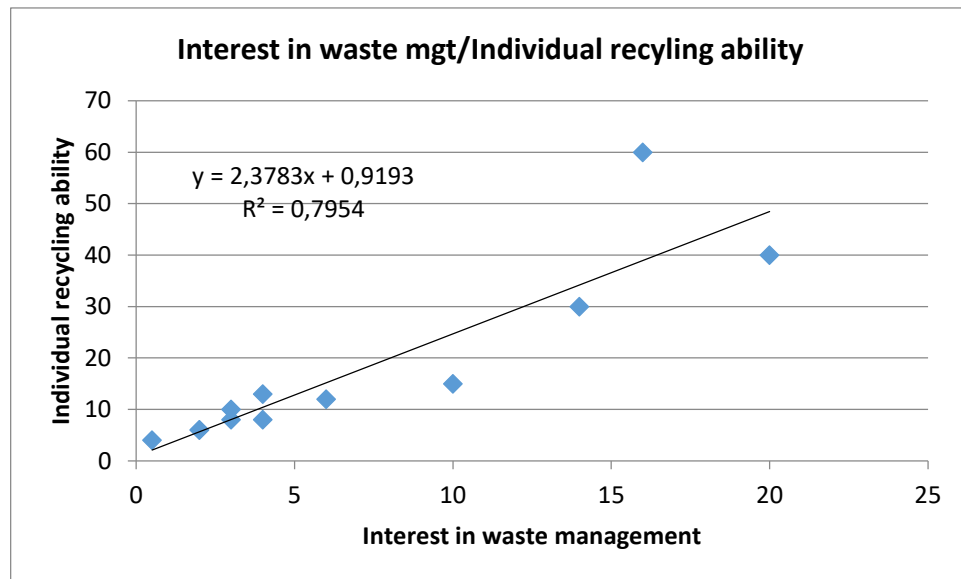 Interest in waste mgt/Individual recyling ability
Individual recycling ability
70
60
50
40
30
20
10
0
y = 2,3783x + 0,9193
R² = 0,7954
0 5 10 15 20 25
Interest in waste management